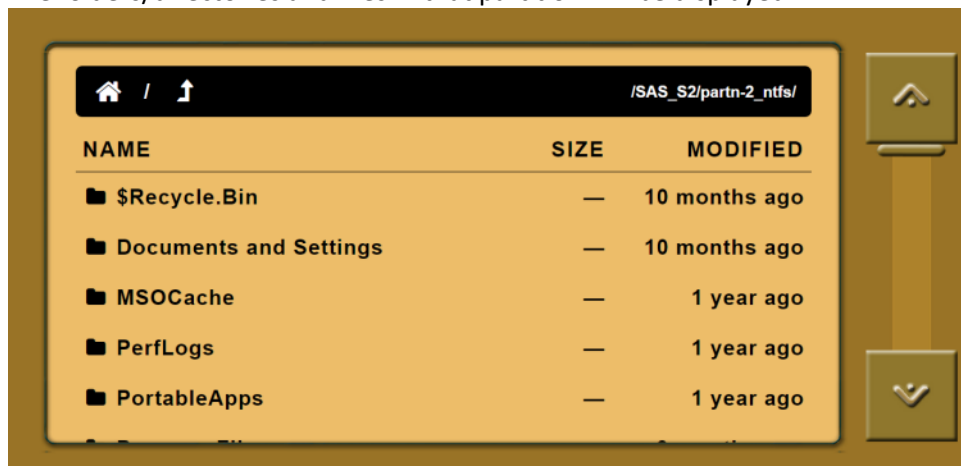 / /SAS_S2/partn-2_ntfs/
NAME SIZE MODIFIED
$Recycle.Bin — 10 months ago
Documents and Settings — 10 months ago
MSOCache — 1 year ago
PerfLogs — 1 year ago
PortableApps — 1 year ago